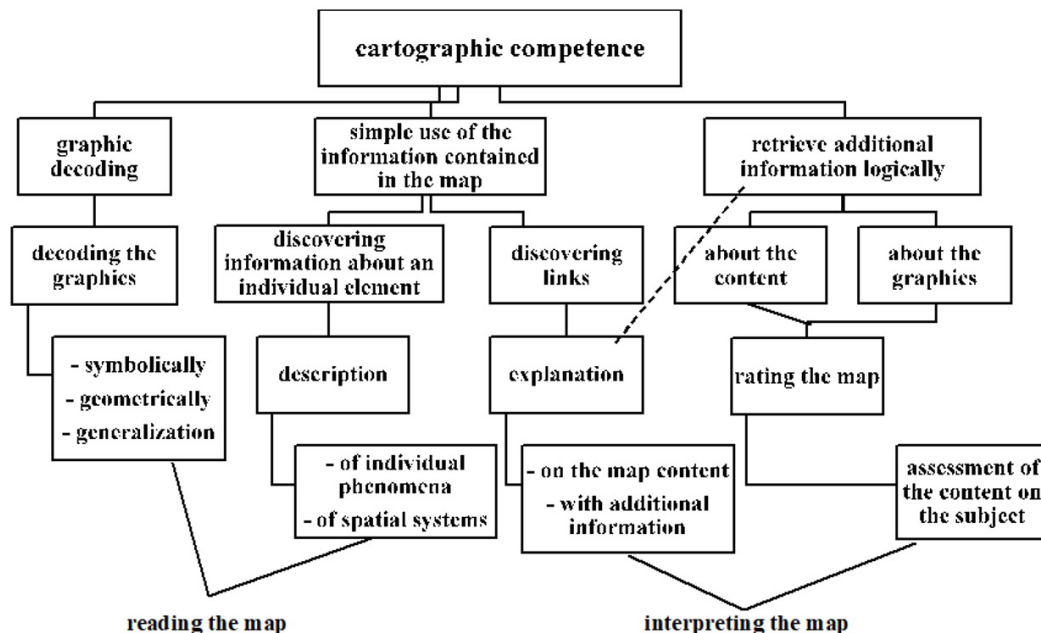 cartographic competence
graphic
decoding
simple use of the
information contained
in the map
retrieve additional
information logically
decoding the
graphics
discovering
information about an
individual element
discovering
links
about the
content
about the
graphics
- symbolically
- geometrically
- generalization
description
explanation
rating the map
- of individual
phenomena
- of spatial systems
- on the map content
- with additional
information
assessment of
the content on
the subject
reading the map
interpreting the map